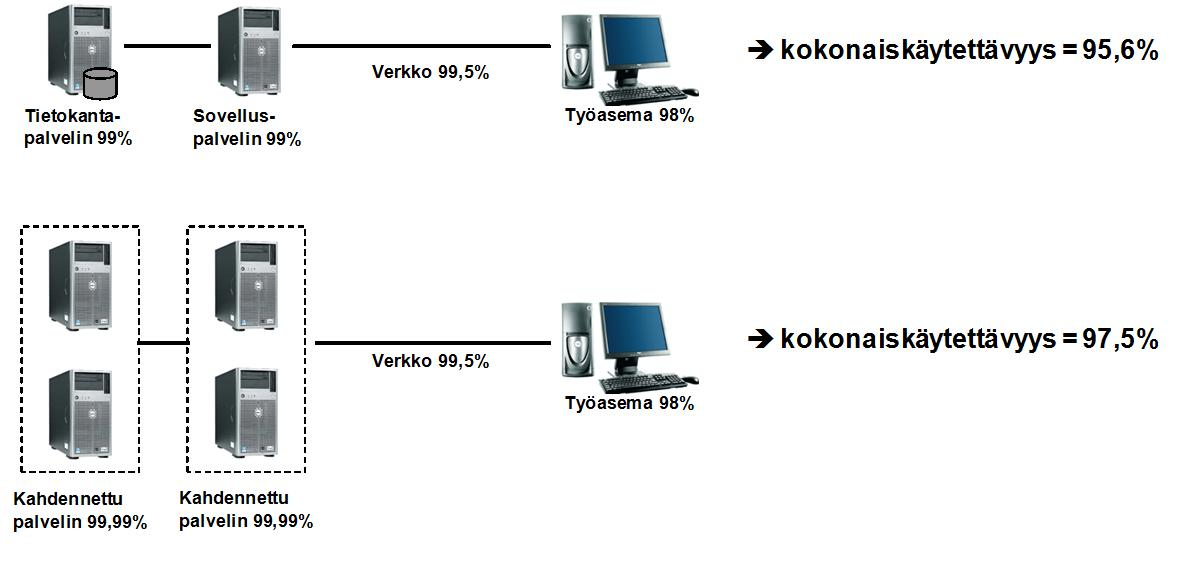 Tietokanta-
palvelin 99%
Sovellus-
palvelin 99%
Verkko 99,5%
Työasema 98%
➔ kokonaiskäytettävyys = 95,6%
Verkko 99,5%
Työasema 98%
➔ kokonaiskäytettävyys = 97,5%
Kahdennettu
palvelin 99,99%
Kahdennettu
palvelin 99,99%